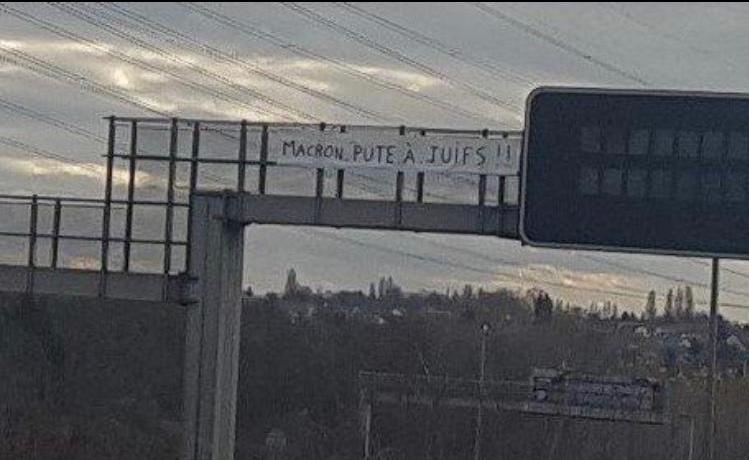 MACRON PUTE À JUIFS !!